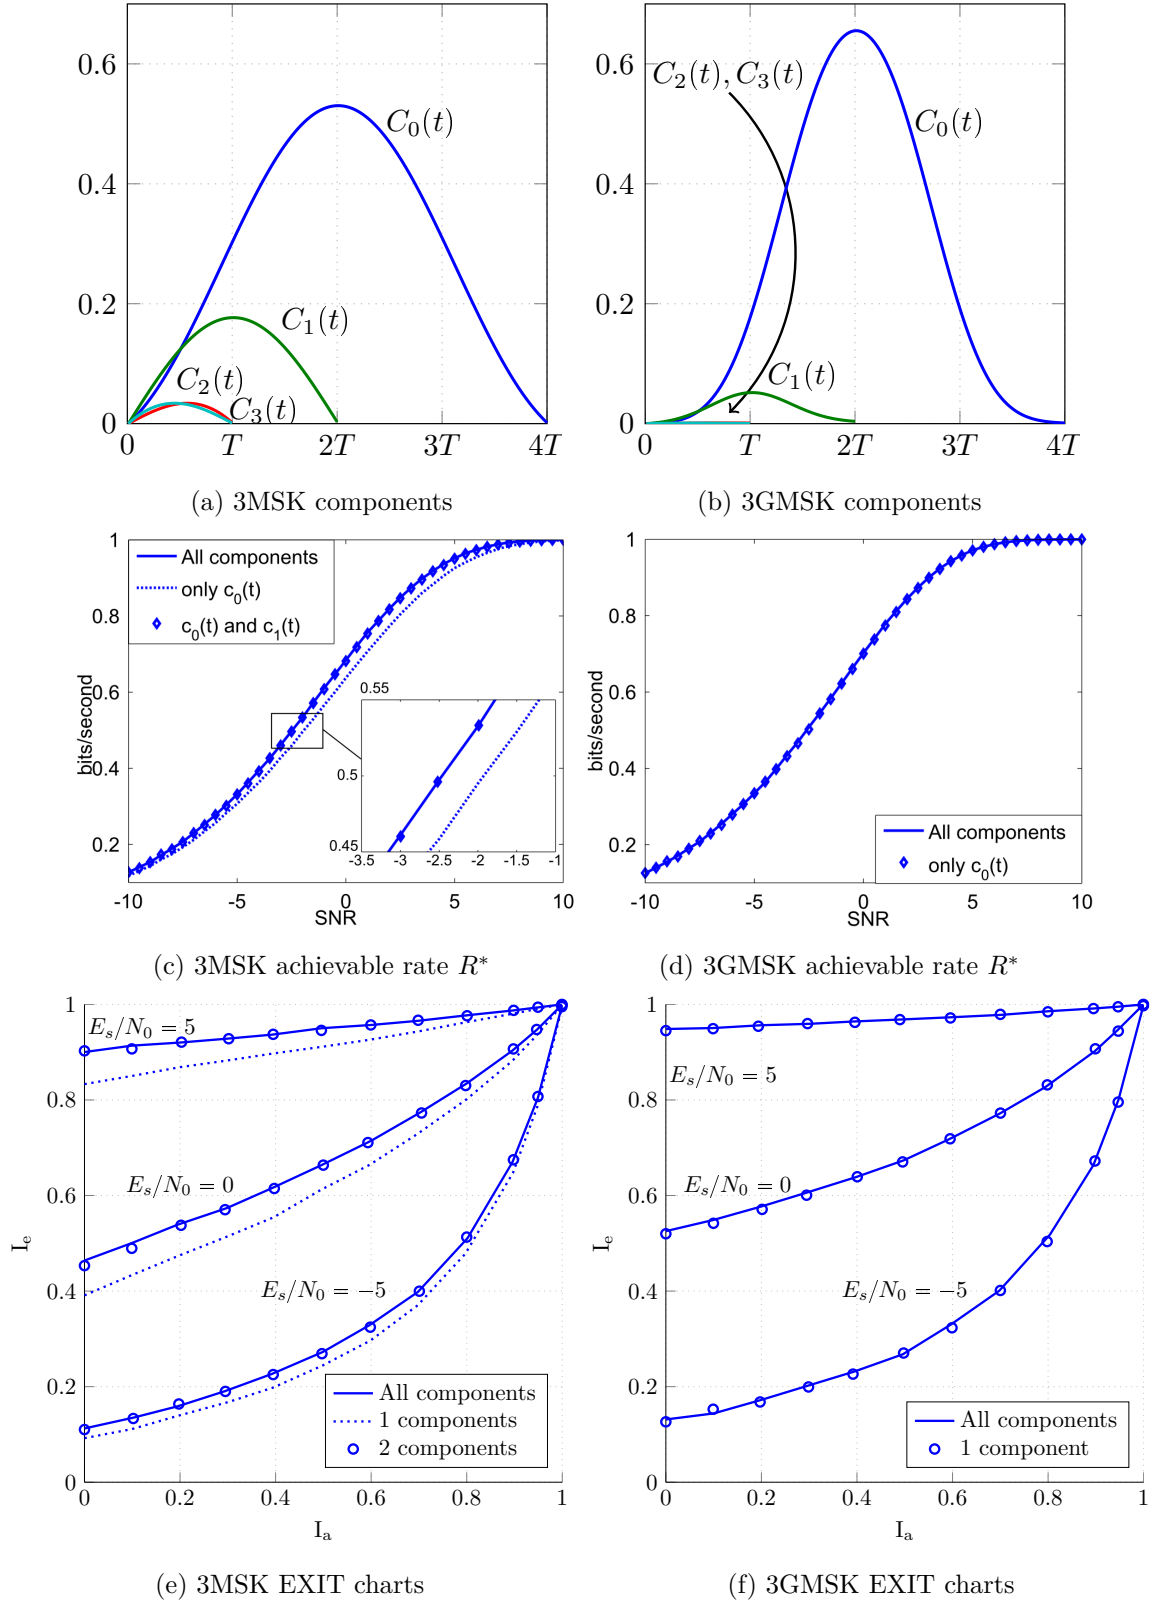 0.6
0.4
0.2
0
C₀(t)
C₁(t)
C₂(t)
C₃(t)
0 T 2T 3T 4T
(a) 3MSK components
0.6
0.4
0.2
0
C₂(t), C₃(t)
C₀(t)
C₁(t)
0 T 2T 3T 4T
(b) 3GMSK components
1
0.8
0.6
0.4
0.2
bits/second
All components
only c₀(t)
c₀(t) and c₁(t)
0.55
0.5
0.45
-3.5 -3 -2.5 -2 -1.5 -1
-10 -5 0 5 10
SNR
(c) 3MSK achievable rate R*
1
0.8
0.6
0.4
0.2
bits/second
All components
only c₀(t)
-10 -5 0 5 10
SNR
(d) 3GMSK achievable rate R*
1
0.8
0.6
0.4
0.2
0
Iₑ
Eₛ/N₀ = 5
Eₛ/N₀ = 0
Eₛ/N₀ = −5
All components
1 components
2 components
0 0.2 0.4 0.6 0.8 1
Iₐ
(e) 3MSK EXIT charts
1
0.8
0.6
0.4
0.2
0
Iₑ
Eₛ/N₀ = 5
Eₛ/N₀ = 0
Eₛ/N₀ = −5
All components
1 component
0 0.2 0.4 0.6 0.8 1
Iₐ
(f) 3GMSK EXIT charts